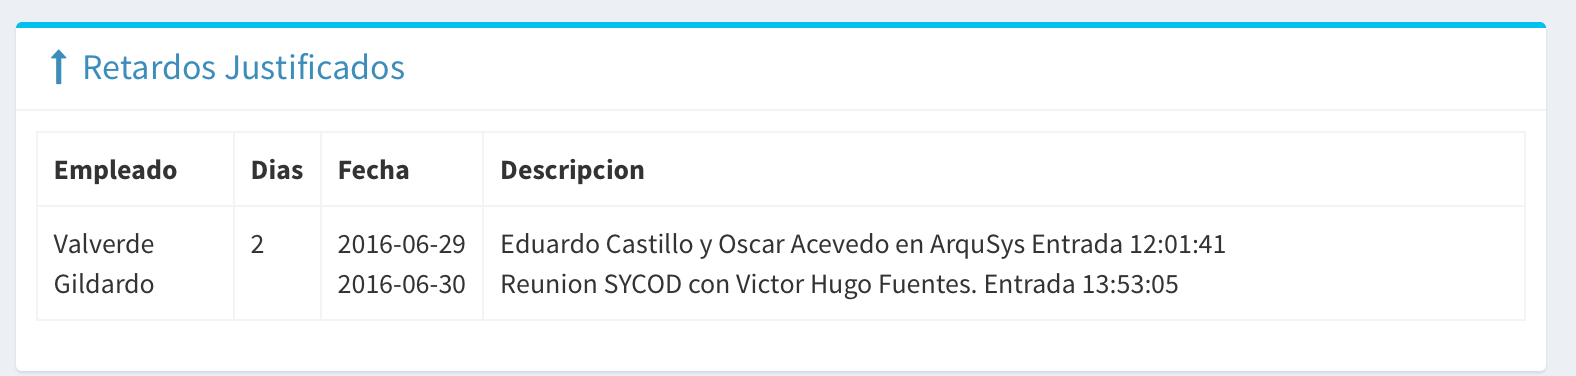 Retardos Justificados
Empleado Dias Fecha Descripcion
Valverde 2 2016-06-29 Eduardo Castillo y Oscar Acevedo en ArquSys Entrada 12:01:41
Gildardo 2016-06-30 Reunion SYCOD con Victor Hugo Fuentes. Entrada 13:53:05